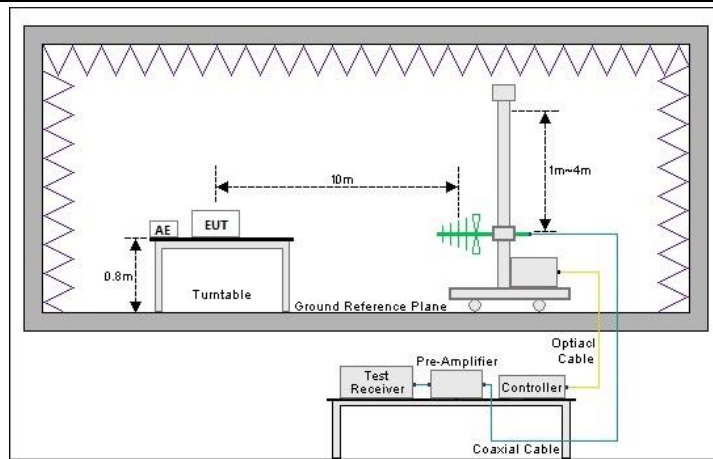 10m
1m~4m
AE
EUT
0.8m
Turntable
Ground Reference Plane
Optiacl
Cable
Pre-Amplifier
Test
Receiver
Controller
Coaxial Cable